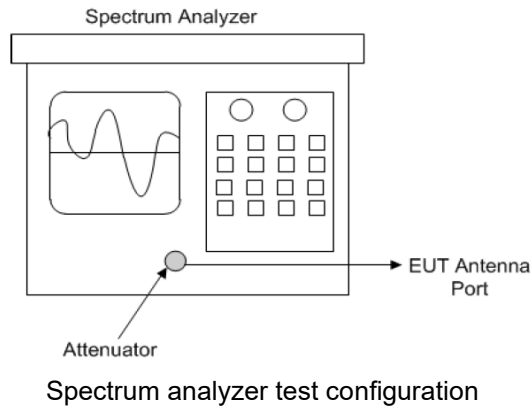 Spectrum Analyzer
EUT Antenna
Port
Attenuator
Spectrum analyzer test configuration